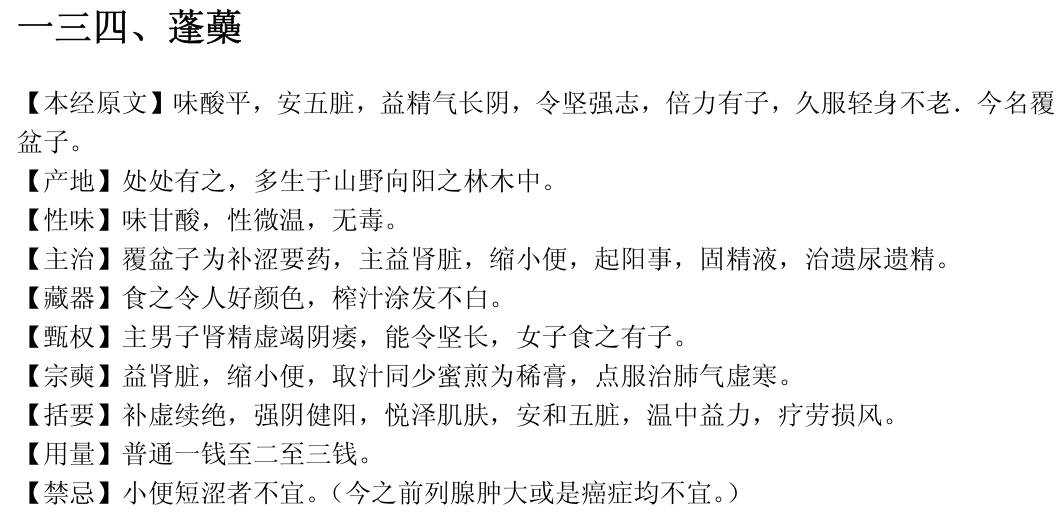 一三四、蓬蘽
【本经原文】味酸平，安五脏，益精气长阴，令坚强志，倍力有子，久服轻身不老．今名覆
盆子。
【产地】处处有之，多生于山野向阳之林木中。
【性味】味甘酸，性微温，无毒。
【主治】覆盆子为补涩要药，主益肾脏，缩小便，起阳事，固精液，治遗尿遗精。
【藏器】食之令人好颜色，榨汁涂发不白。
【甄权】主男子肾精虚竭阴痿，能令坚长，女子食之有子。
【宗奭】益肾脏，缩小便，取汁同少蜜煎为稀膏，点服治肺气虚寒。
【括要】补虚续绝，强阴健阳，悦泽肌肤，安和五脏，温中益力，疗劳损风。
【用量】普通一钱至二至三钱。
【禁忌】小便短涩者不宜。（今之前列腺肿大或是癌症均不宜。）